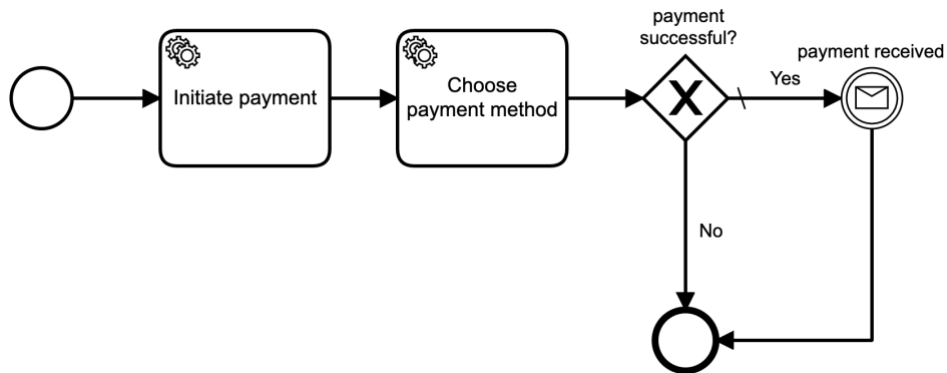 payment
successful?
payment received
Initiate payment
Choose
payment method
Yes
No